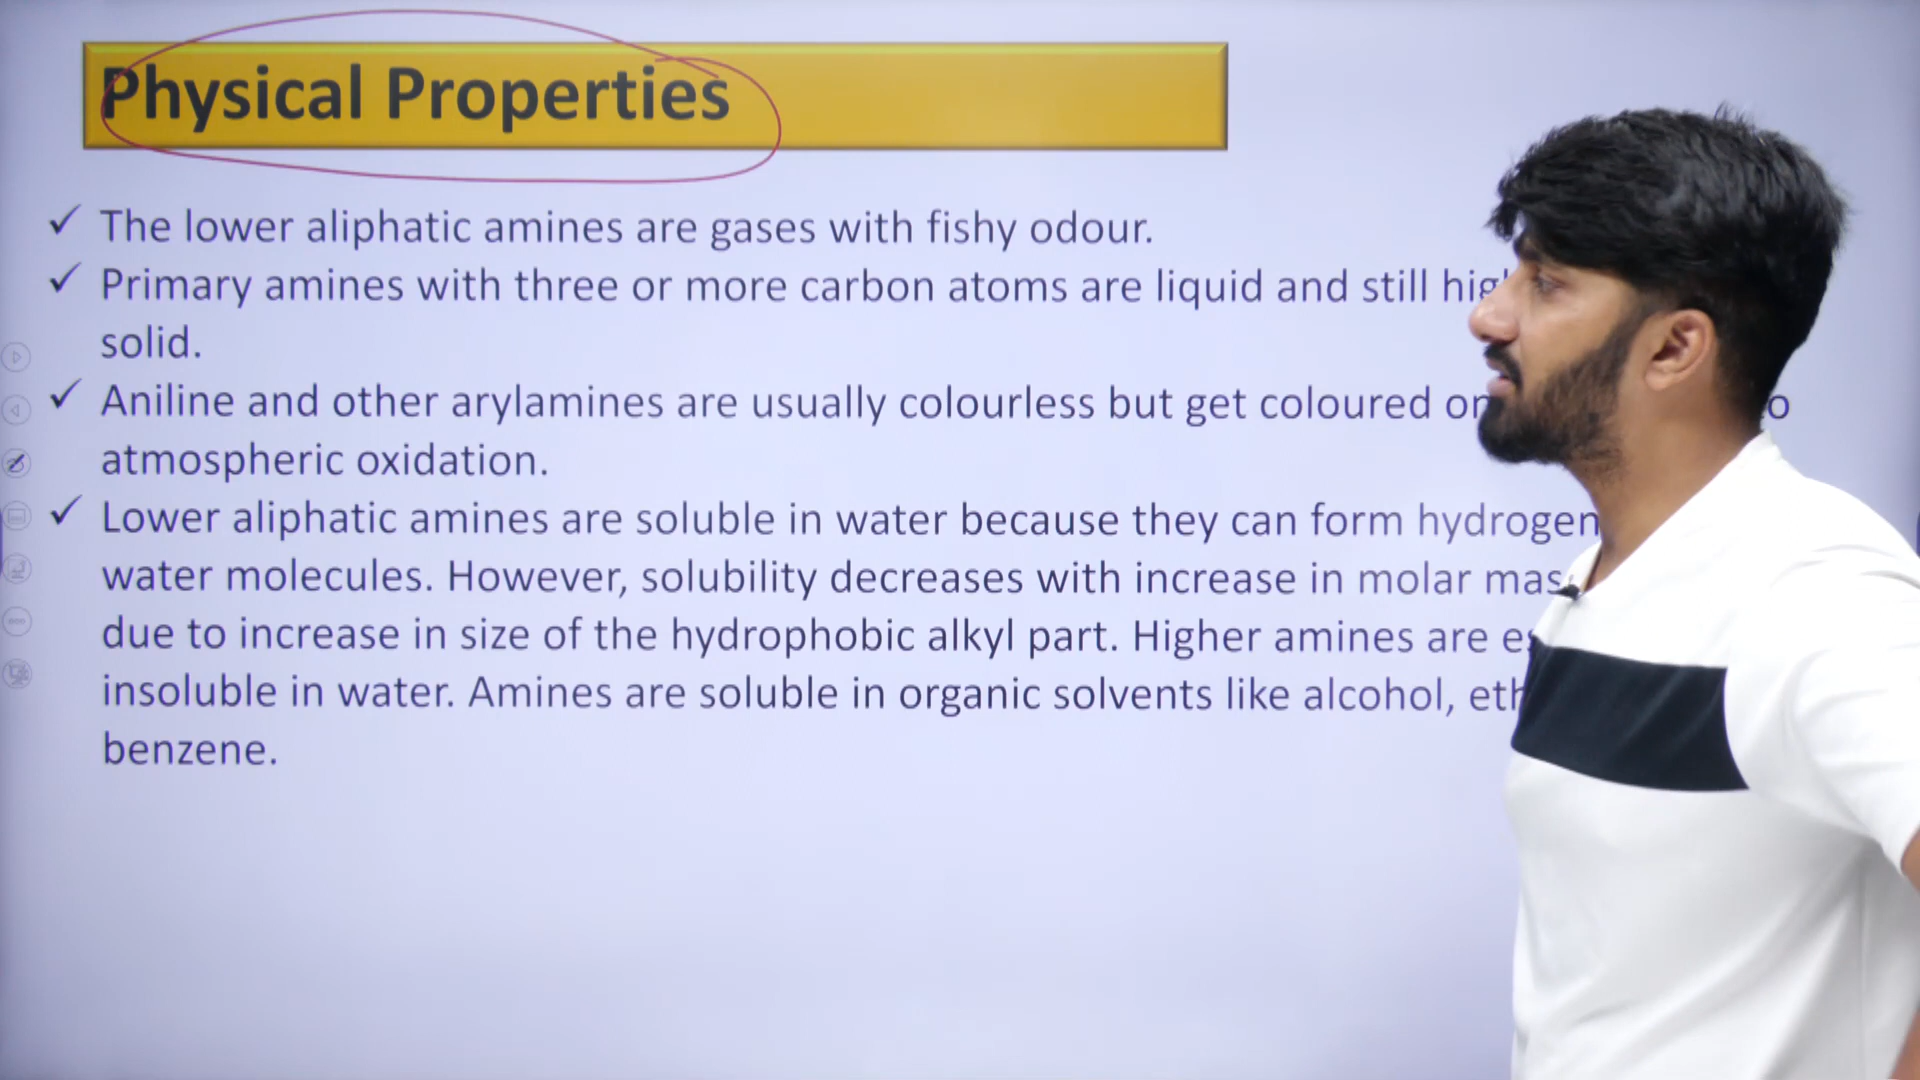 Physical Properties
✓ The lower aliphatic amines are gases with fishy odour.
✓ Primary amines with three or more carbon atoms are liquid and still
solid.
✓ Aniline and other arylamines are usually colourless but get coloured
atmospheric oxidation.
✓ Lower aliphatic amines are soluble in water because they can form hydrogen
water molecules. However, solubility decreases with increase in molar
due to increase in size of the hydrophobic alkyl part. Higher amines are
insoluble in water. Amines are soluble in organic solvents like alcohol,
benzene.